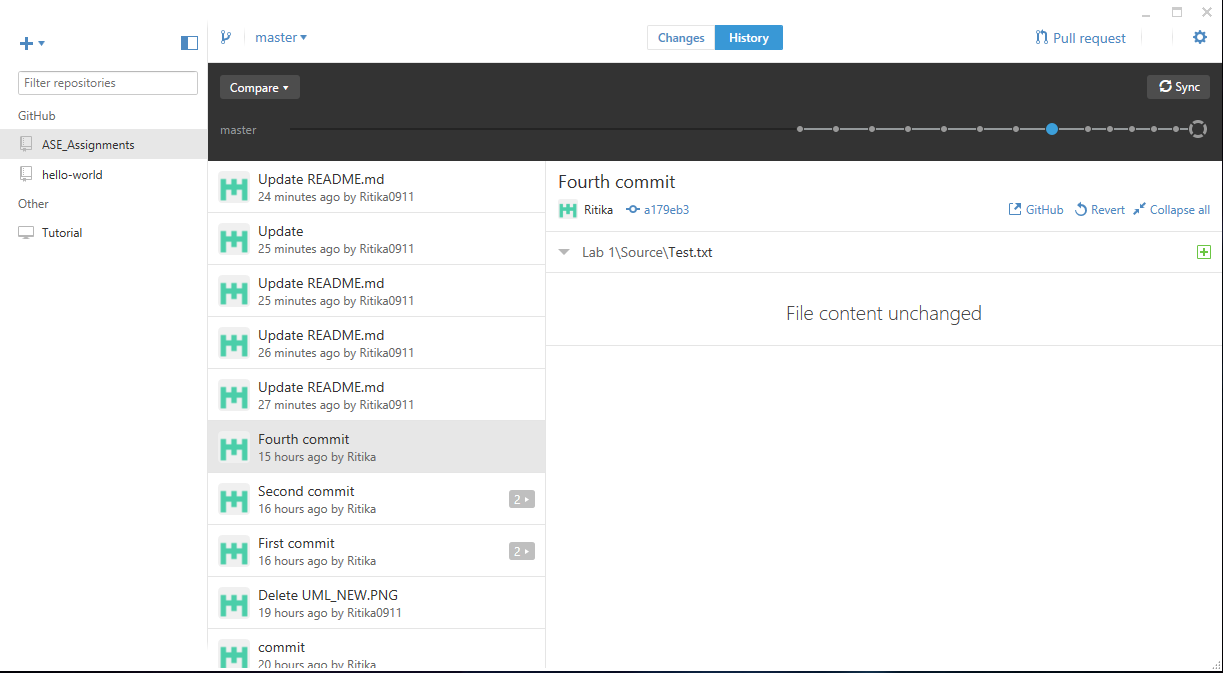 master
Changes
History
Pull request
Filter repositories
GitHub
ASE_Assignments
hello-world
Other
Tutorial
Compare
Sync
master
Update README.md
24 minutes ago by Ritika0911
Update
25 minutes ago by Ritika0911
Update README.md
25 minutes ago by Ritika0911
Update README.md
26 minutes ago by Ritika0911
Update README.md
27 minutes ago by Ritika0911
Fourth commit
15 hours ago by Ritika
Second commit
2
16 hours ago by Ritika
First commit
2
16 hours ago by Ritika
Delete UML_NEW.PNG
19 hours ago by Ritika0911
commit
20 hours ago by Ritika
Fourth commit
Ritika a179eb3
GitHub Revert Collapse all
Lab 1\Source\Test.txt
File content unchanged